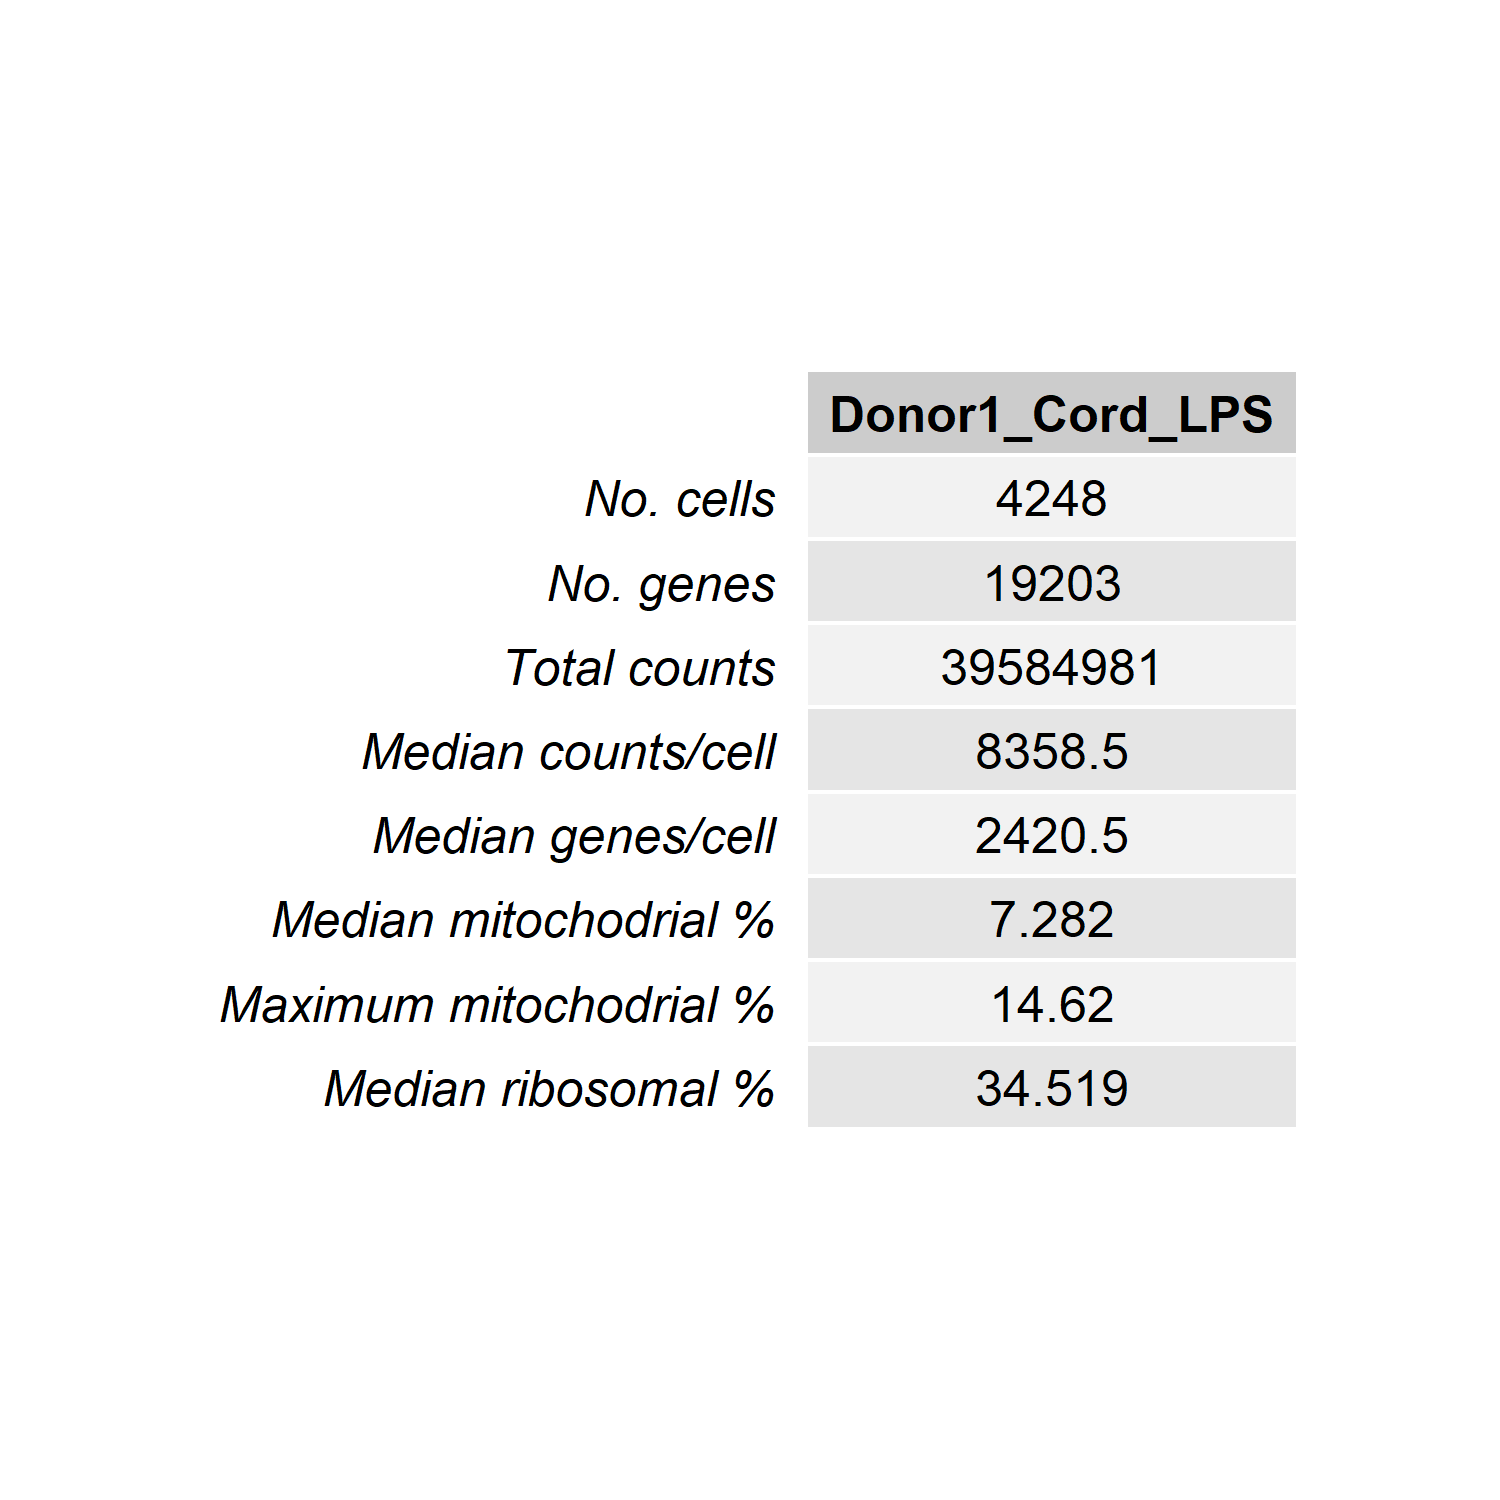 Donor1_Cord_LPS
No. cells 4248
No. genes 19203
Total counts 39584981
Median counts/cell 8358.5
Median genes/cell 2420.5
Median mitochodrial % 7.282
Maximum mitochodrial % 14.62
Median ribosomal % 34.519